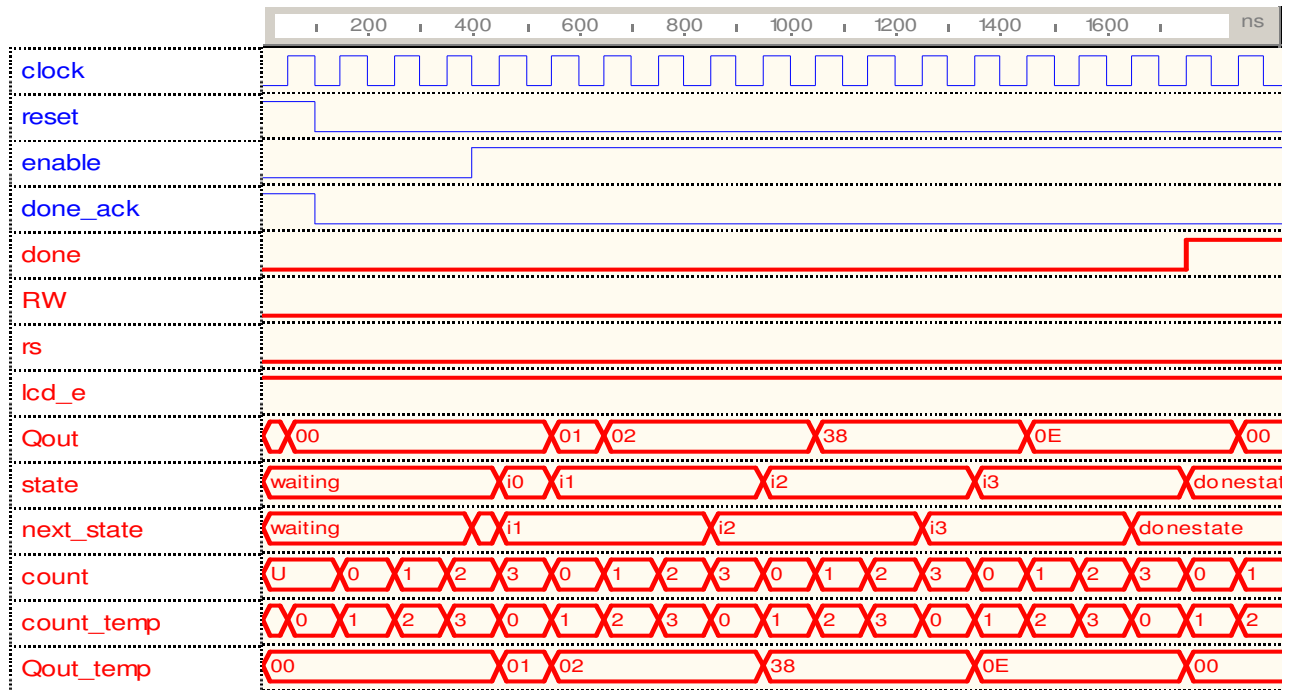 200 400 600 800 1000 1200 1400 1600 ns
clock
reset
enable
done_ack
done
RW
rs
lcd_e
Qout 00 01 02 38 0E 00
state waiting i0 i1 i2 i3 donestat
next_state waiting i1 i2 i3 donestate
count U 0 1 2 3 0 1 2 3 0 1 2 3 0 1 2 3 0 1
count_temp 0 1 2 3 0 1 2 3 0 1 2 3 0 1 2 3 0 1 2
Qout_temp 00 01 02 38 0E 00